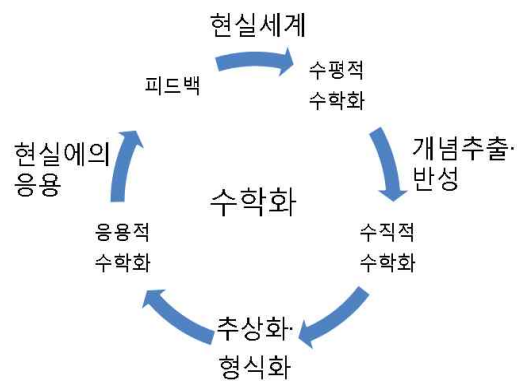 현실세계
피드백
수평적
수학화
현실에의
응용
개념추출·
반성
수학화
응용적
수학화
수직적
수학화
추상화·
형식화